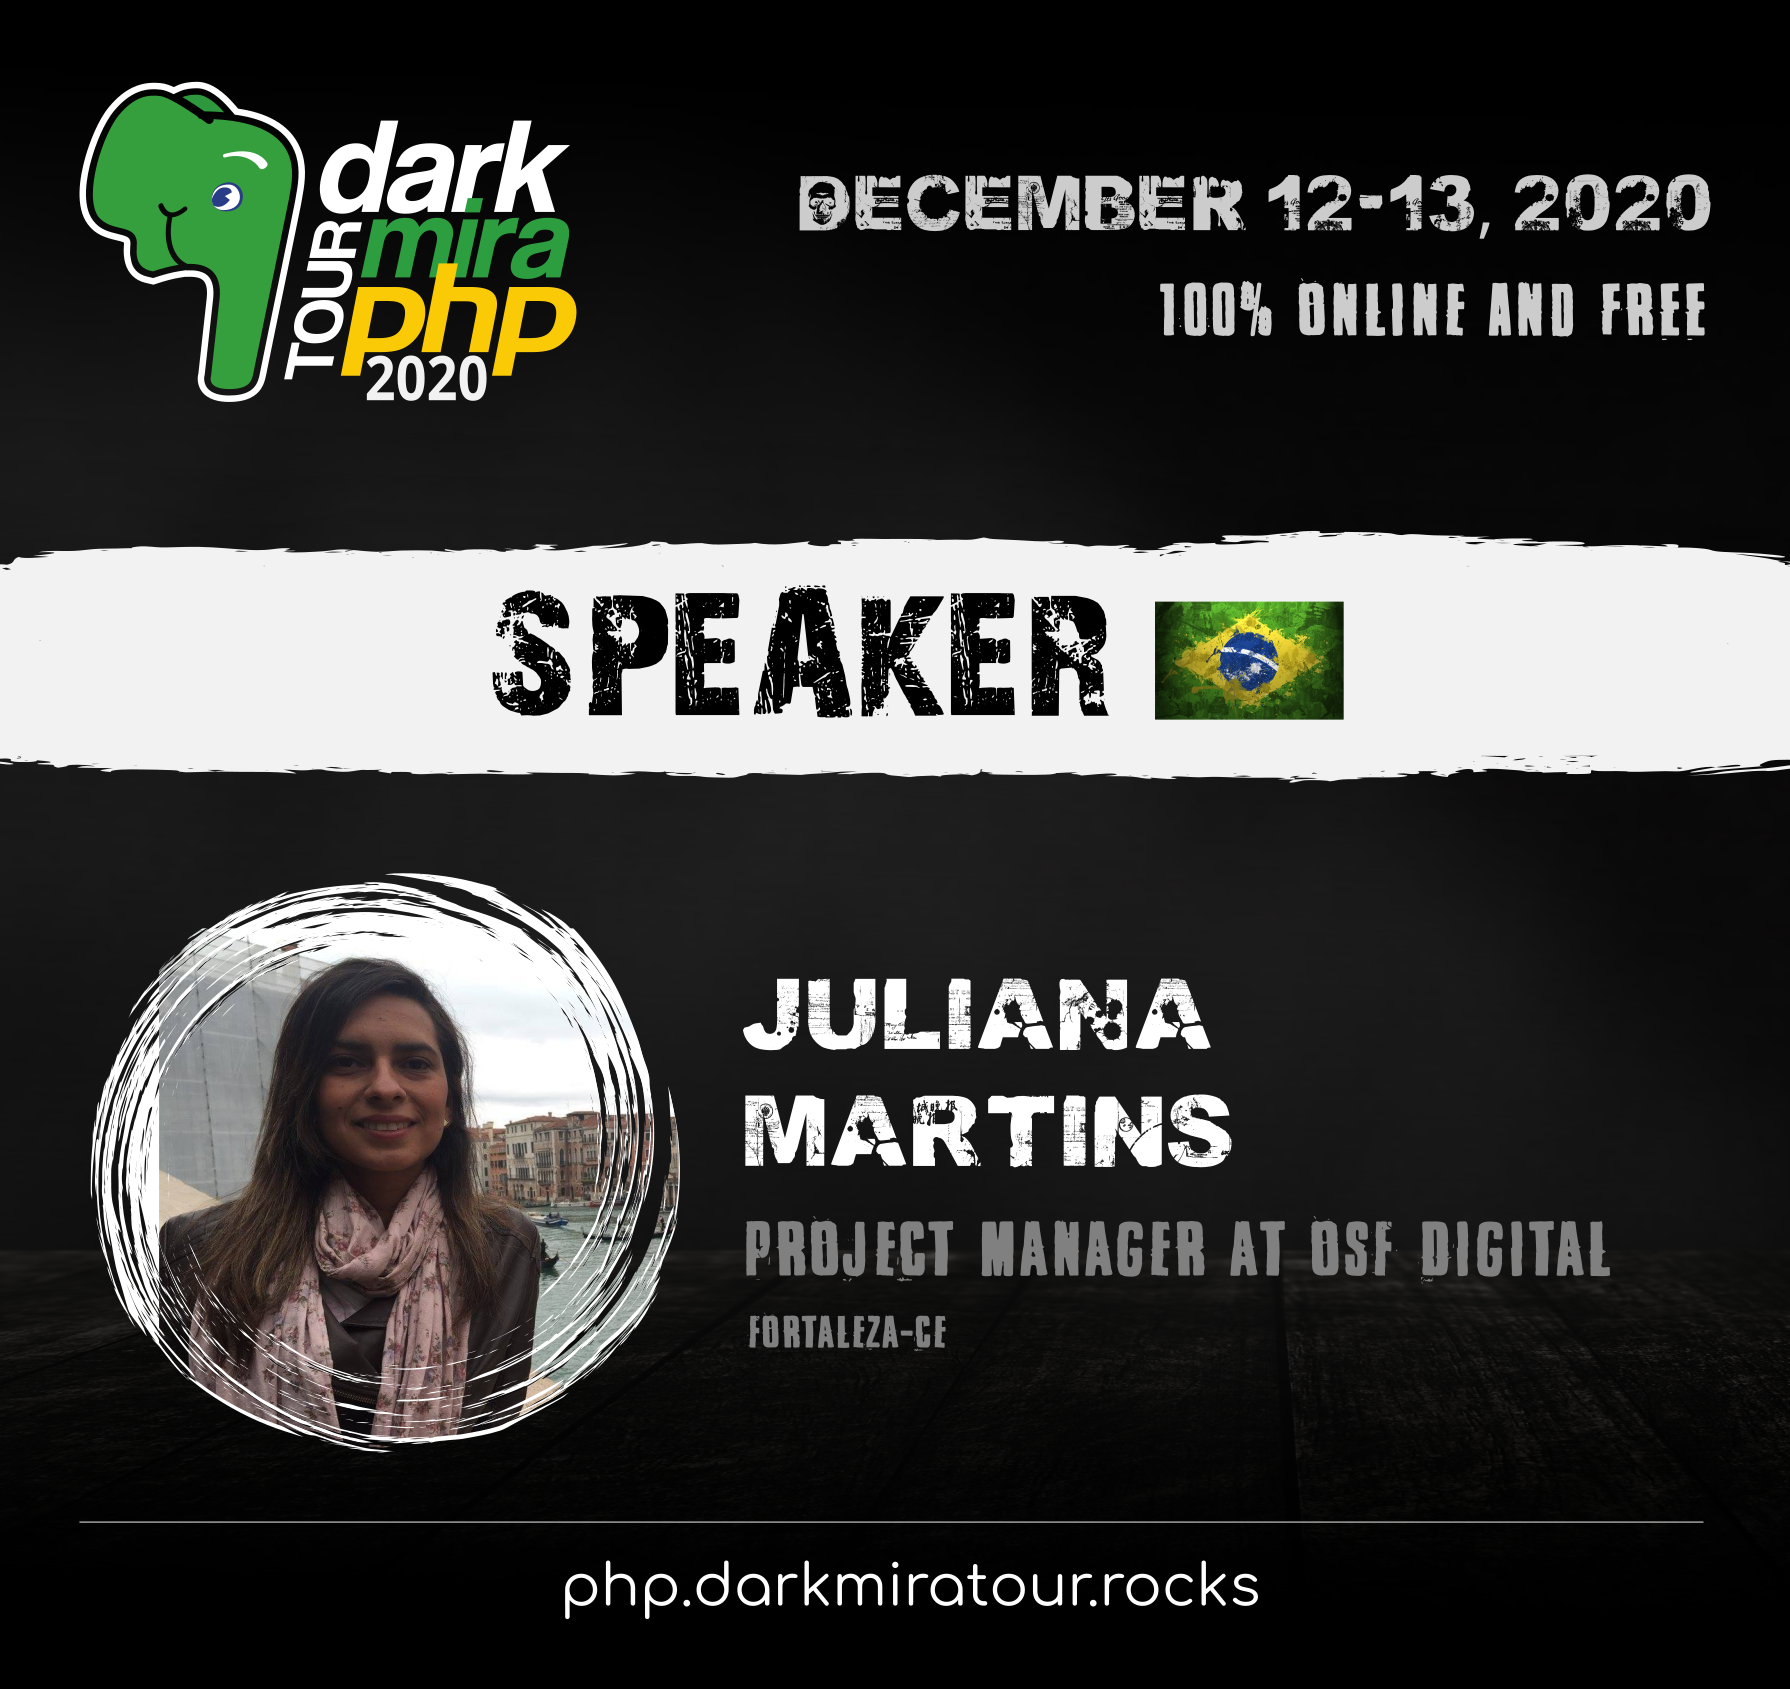 dark
mira
TOUR
php
2020
DECEMBER 12-13, 2020
100% ONLINE AND FREE
SPEAKER
JULIANA
MARTINS
PROJECT MANAGER AT OSF DIGITAL
FORTALEZA-CE
php.darkmiratour.rocks